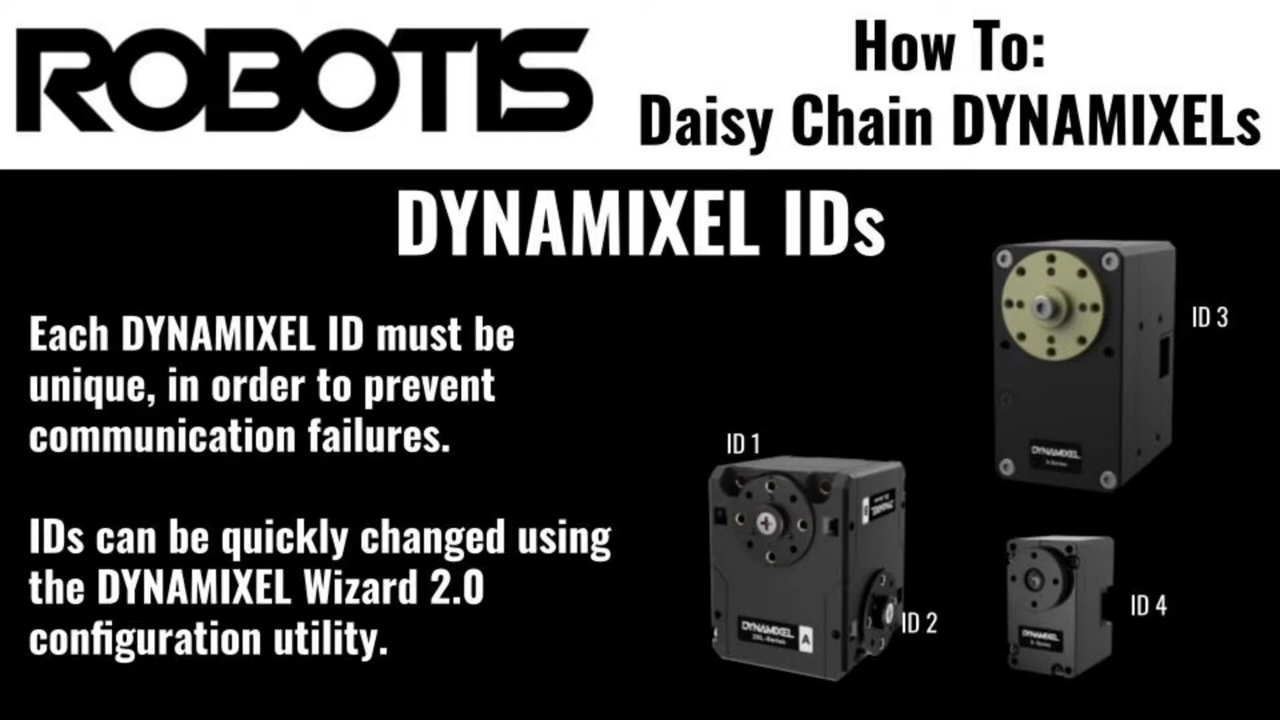 ROBOTIS
How To:
Daisy Chain DYNAMIXELs
DYNAMIXEL IDs
Each DYNAMIXEL ID must be
unique, in order to prevent
communication failures.
IDs can be quickly changed using
the DYNAMIXEL Wizard 2.0
configuration utility.
ID 1
ID 2
ID 3
ID 4
DYNAMIXEL
A
DYNAMIXEL
DYNAMIXEL